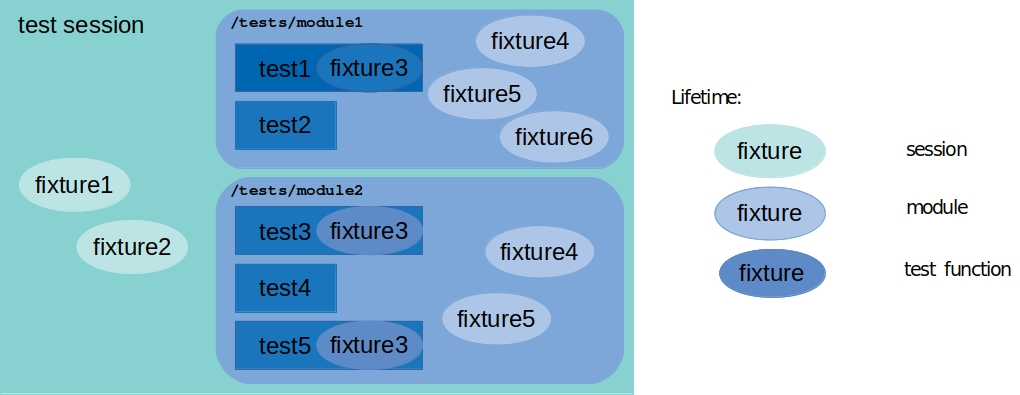 test session
/tests/module1
test1 fixture3
test2
fixture4
fixture5
fixture6
fixture1
fixture2
/tests/module2
test3 fixture3
test4
test5 fixture3
fixture4
fixture5
Lifetime:
fixture session
fixture module
fixture test function